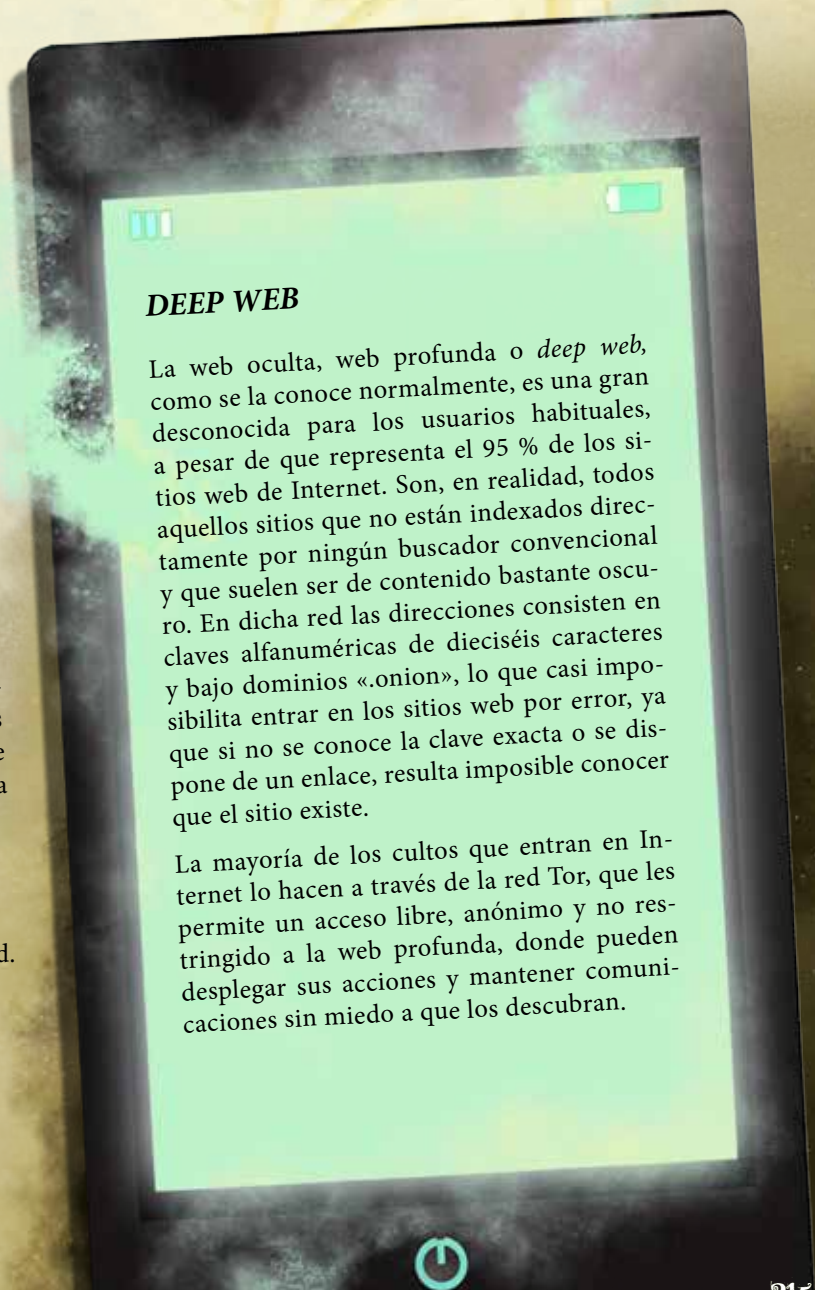 DEEP WEB
La web oculta, web profunda o deep web,
como se la conoce normalmente, es una gran
desconocida para los usuarios habituales,
a pesar de que representa el 95 % de los si-
tios web de Internet. Son, en realidad, todos
aquellos sitios que no están indexados direc-
tamente por ningún buscador convencional
y que suelen ser de contenido bastante oscu-
ro. En dicha red las direcciones consisten en
claves alfanuméricas de dieciséis caracteres
y bajo dominios «.onion», lo que casi impo-
sibilita entrar en los sitios web por error, ya
que si no se conoce la clave exacta o se dis-
pone de un enlace, resulta imposible conocer
que el sitio existe.
La mayoría de los cultos que entran en In-
ternet lo hacen a través de la red Tor, que les
permite un acceso libre, anónimo y no res-
tringido a la web profunda, donde pueden
desplegar sus acciones y mantener comuni-
caciones sin miedo a que los descubran.